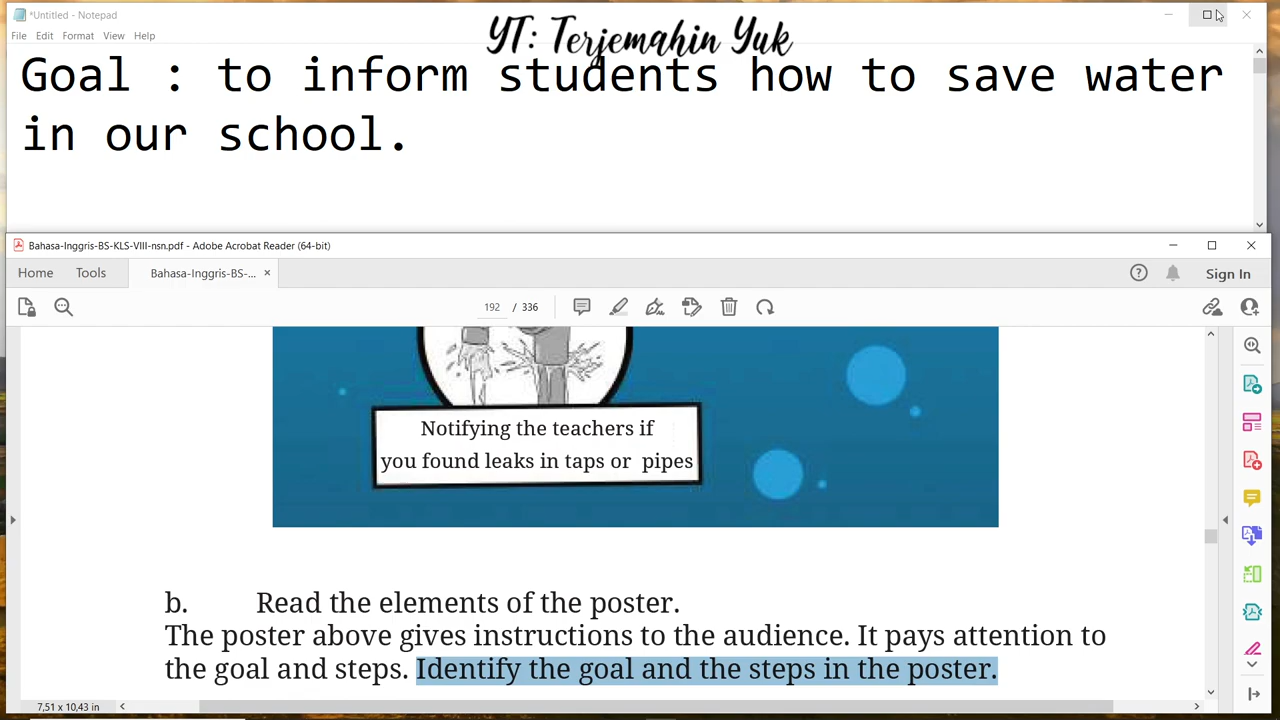 *Untitled - Notepad
YT: Terjemahin Yuk
File Edit Format View Help
Goal : to inform students how to save water
in our school.
Bahasa-Inggris-BS-KLS-VIII-nsn.pdf - Adobe Acrobat Reader (64-bit)
Home Tools Bahasa-Inggris-BS-... × Sign In
192 / 336
Notifying the teachers if
you found leaks in taps or pipes
b. Read the elements of the poster.
The poster above gives instructions to the audience. It pays attention to
the goal and steps. Identify the goal and the steps in the poster.
7,51 x 10,43 in